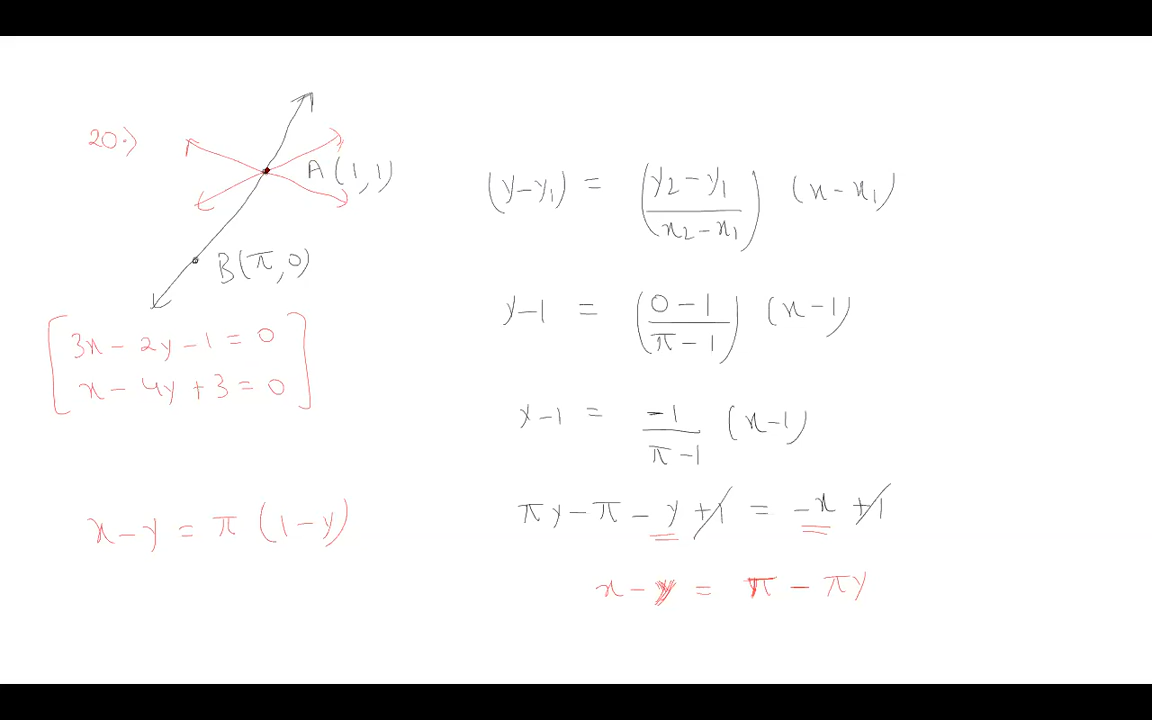 20.)
A(1,1)
B(π,0)
3x - 2y - 1 = 0
x - 4y + 3 = 0
x - y = π (1 - y)
(y - y₁) = (y₂ - y₁ / x₂ - x₁) (x - x₁)
y - 1 = (0 - 1 / π - 1) (x - 1)
y - 1 = -1 / π - 1 (x - 1)
πy - π - y + 1 = -x + 1
x - y = π - πy